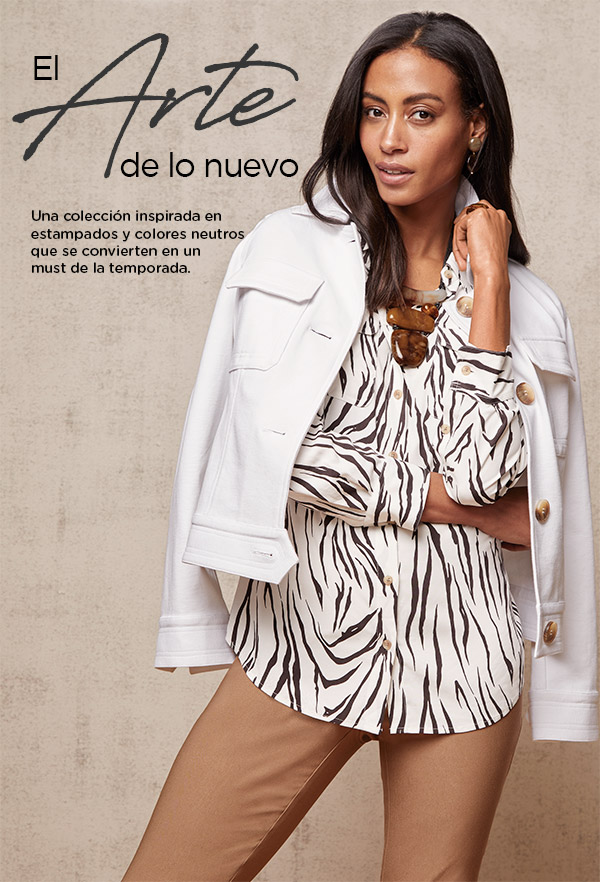 El
Arte
de lo nuevo
Una colección inspirada en
estampados y colores neutros
que se convierten en un
must de la temporada.